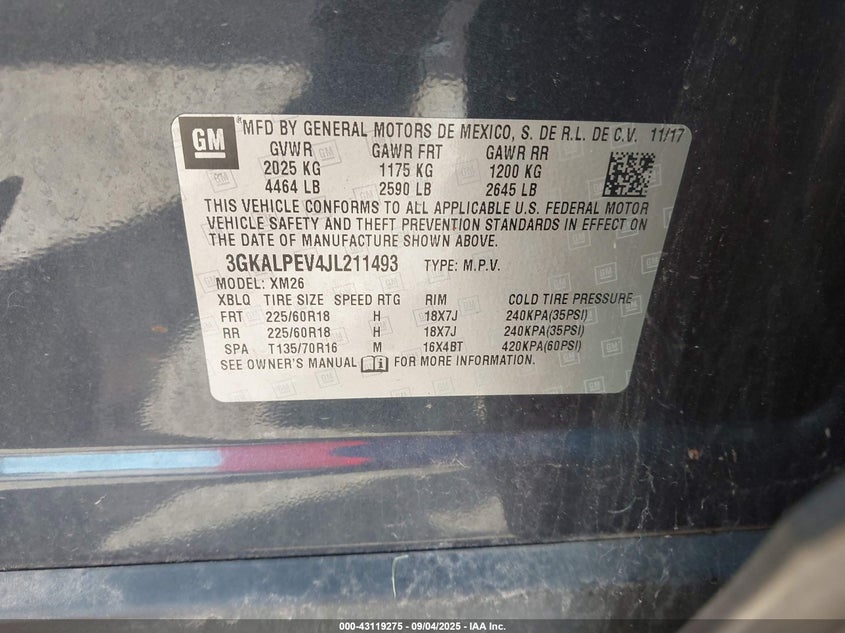 GM
MFD BY GENERAL MOTORS DE MEXICO, S. DE R.L. DE C.V. 11/17
GVWR GAWR FRT GAWR RR
2025 KG 1175 KG 1200 KG
4464 LB 2590 LB 2645 LB
THIS VEHICLE CONFORMS TO ALL APPLICABLE U.S. FEDERAL MOTOR
VEHICLE SAFETY AND THEFT PREVENTION STANDARDS IN EFFECT ON
THE DATE OF MANUFACTURE SHOWN ABOVE.
3GKALPEV4JL211493 TYPE: M.P.V.
MODEL: XM26
XBLQ TIRE SIZE SPEED RTG RIM COLD TIRE PRESSURE
FRT 225/60R18 H 18X7J 240KPA(35PSI)
RR 225/60R18 H 18X7J 240KPA(35PSI)
SPA T135/70R16 M 16X4BT 420KPA(60PSI)
SEE OWNER'S MANUAL FOR MORE INFORMATION.
000-43119275 - 09/04/2025 - IAA Inc.